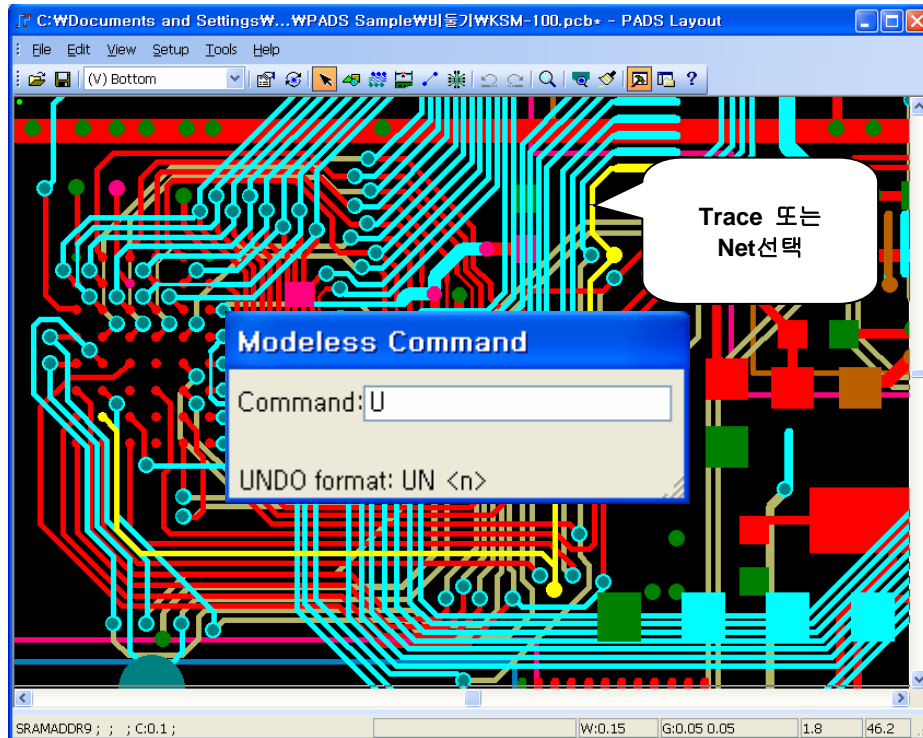 C:₩Documents and Settings₩...₩PADS Sample₩비둘기₩KSM-100.pcb* - PADS Layout
File Edit View Setup Tools Help
(V) Bottom
Trace 또는
Net선택
Modeless Command
Command: U
UNDO format: UN <n>
SRAMADDR9 ; ; ; C:0.1 ; W:0.15 G:0.05 0.05 1.8 46.2